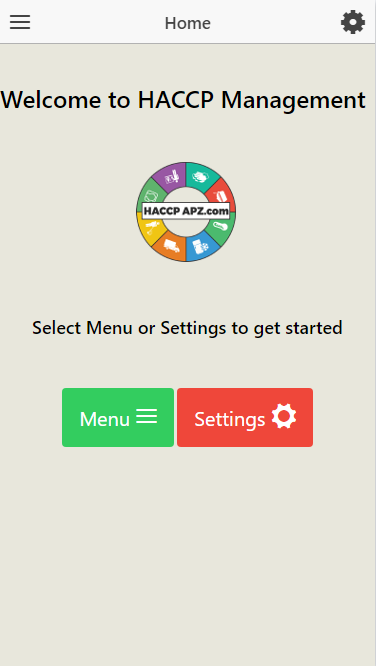 Home
Welcome to HACCP Management
HACCP APZ.com
Select Menu or Settings to get started
Menu
Settings